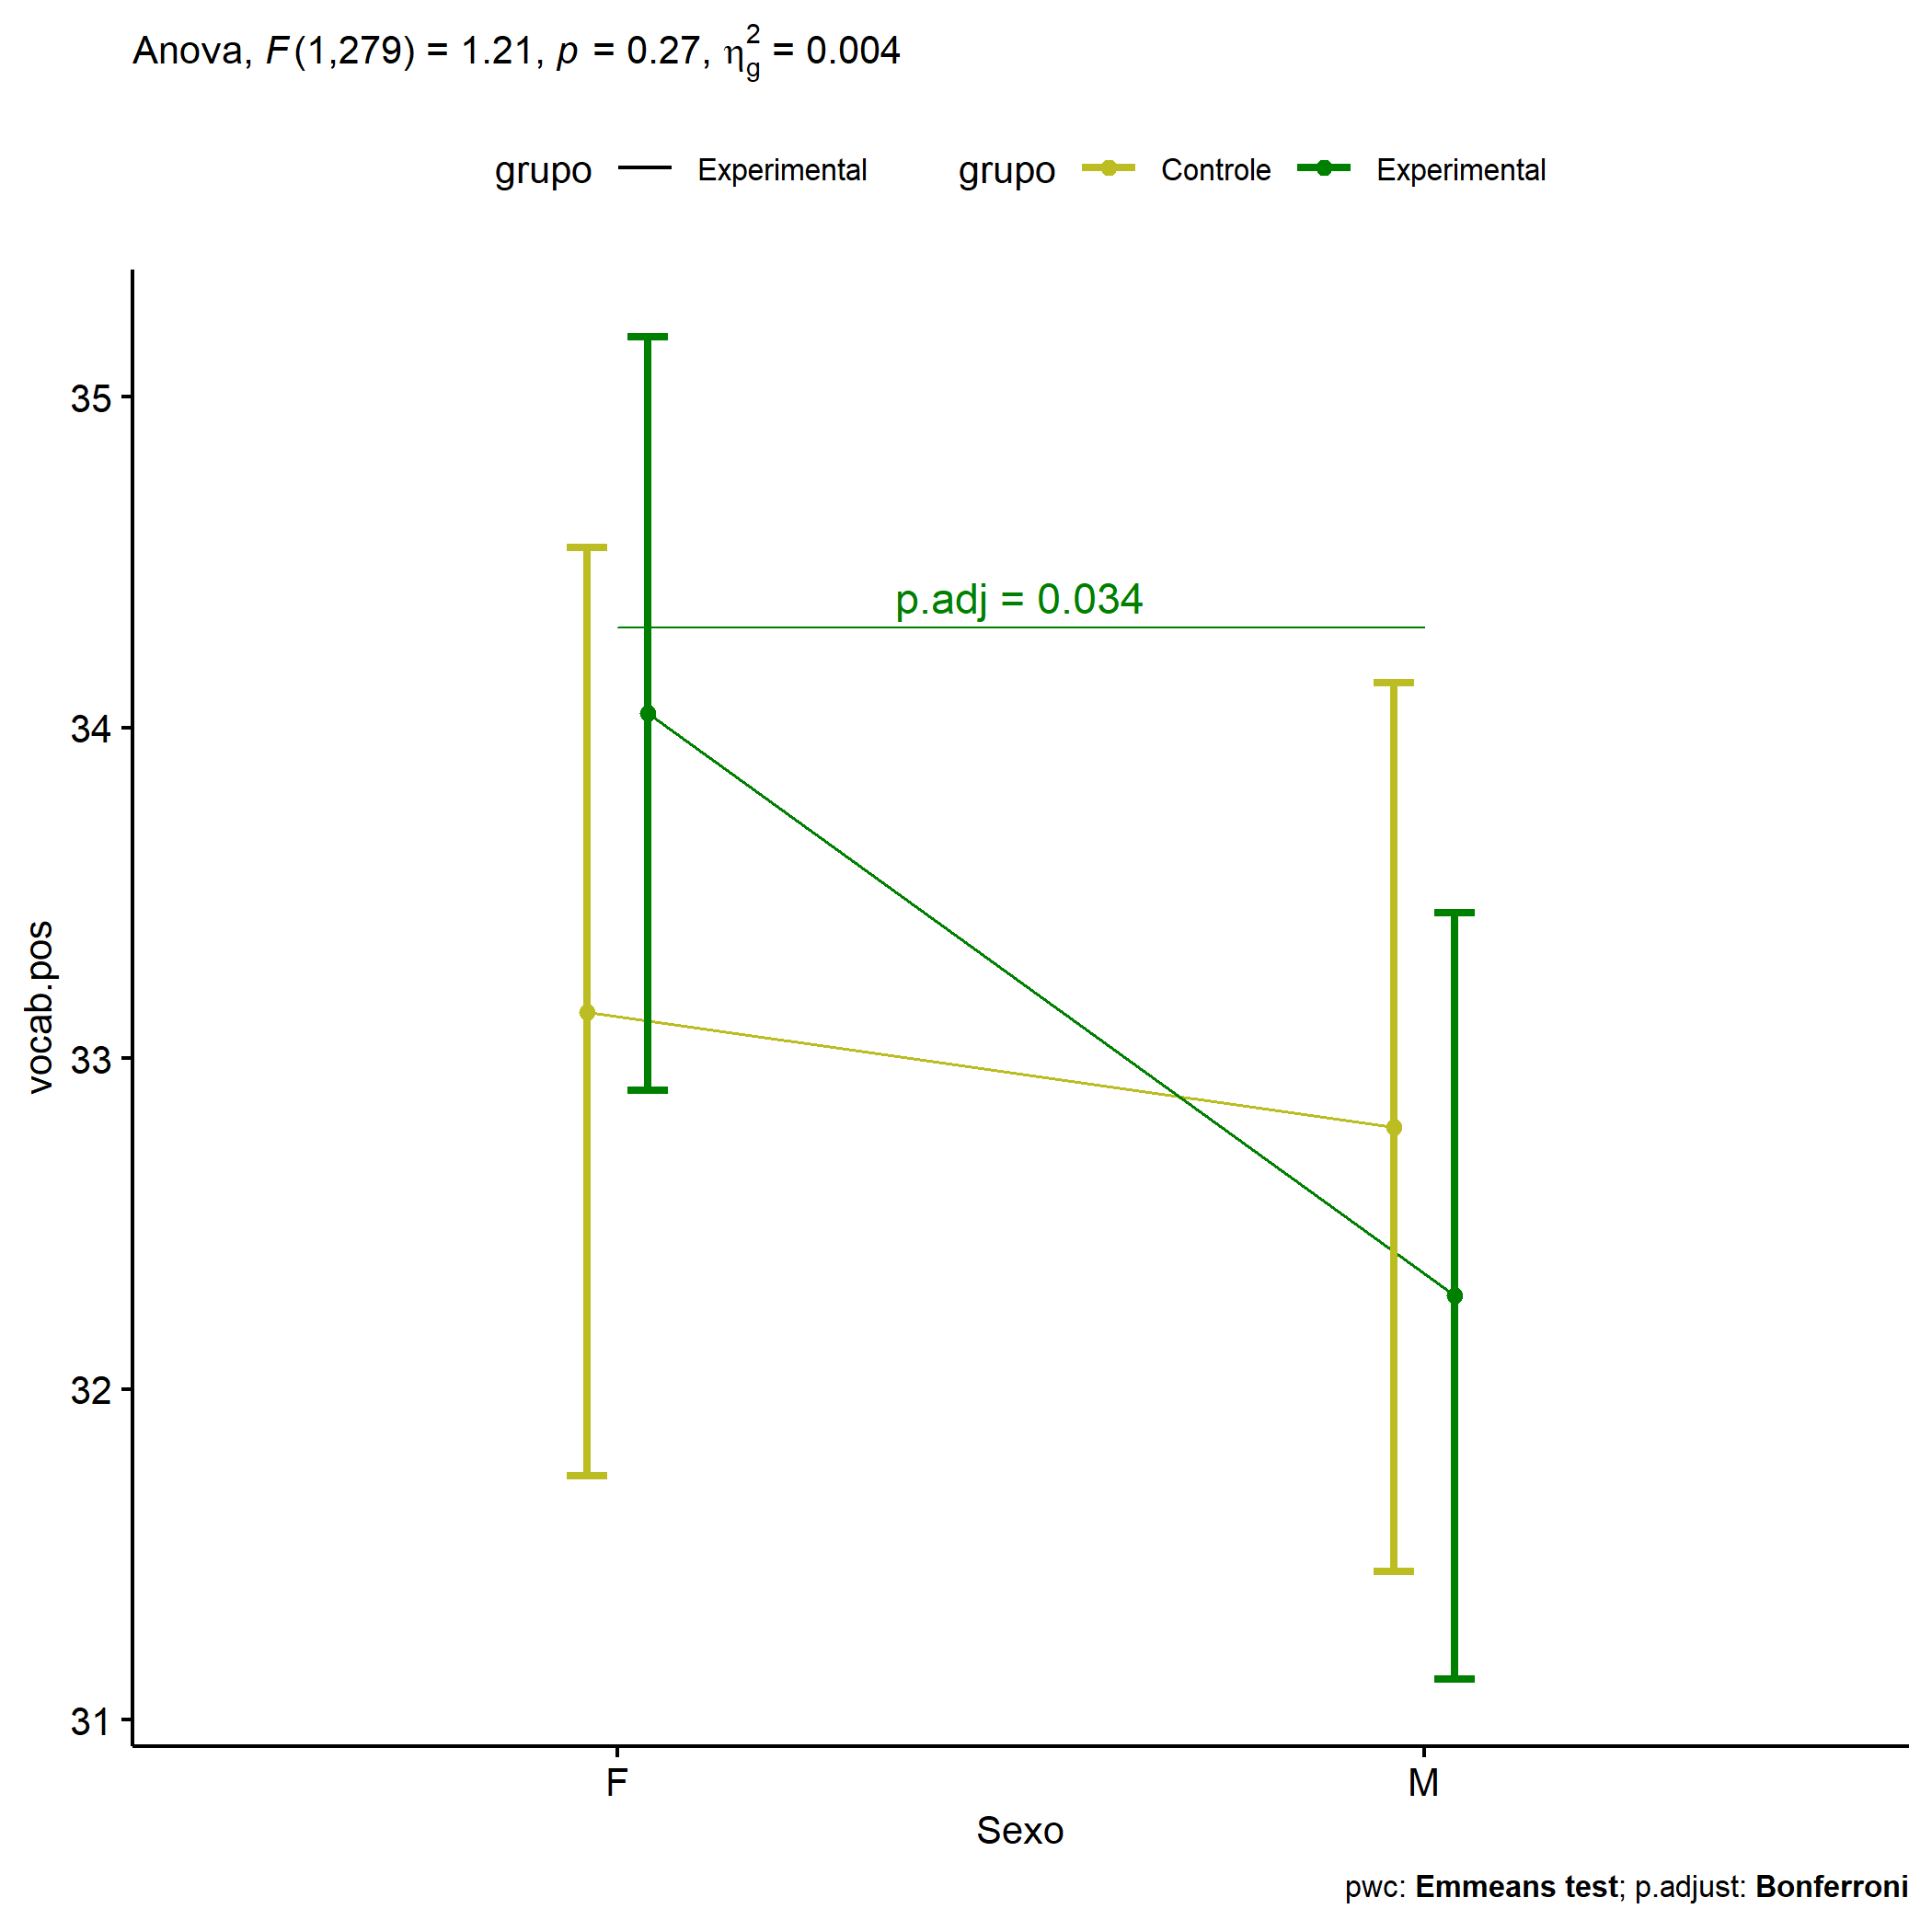 Anova, F(1,279) = 1.21, p = 0.27, η²g = 0.004
grupo Experimental grupo Controle Experimental
35
34
33
32
31
vocab.pos
p.adj = 0.034
F M
Sexo
pwc: Emmeans test; p.adjust: Bonferroni